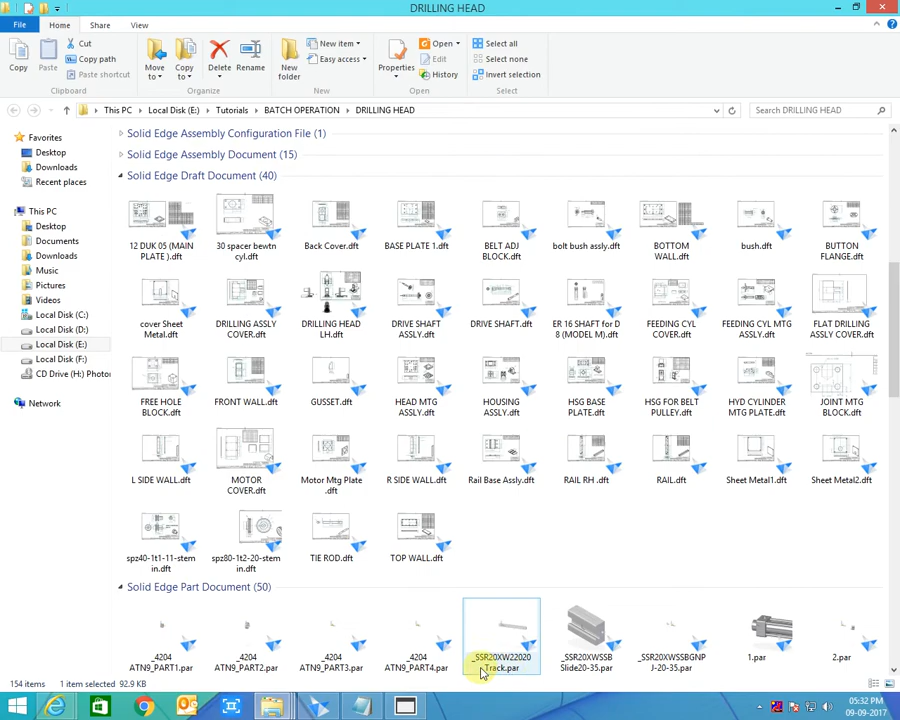 DRILLING HEAD
File Home Share View
Copy
Paste
Cut
Copy path
Paste shortcut
Clipboard
Move to
Copy to
Delete
Rename
Organize
New folder
New item
Easy access
New
Properties
Open
Edit
History
Open
Select all
Select none
Invert selection
Select
This PC Local Disk (E:) Tutorials BATCH OPERATION DRILLING HEAD
Search DRILLING HEAD
Favorites
Desktop
Downloads
Recent places
This PC
Desktop
Documents
Downloads
Music
Pictures
Videos
Local Disk (C:)
Local Disk (D:)
Local Disk (E:)
Local Disk (F:)
CD Drive (H:) Photo
Network
Solid Edge Assembly Configuration File (1)
Solid Edge Assembly Document (15)
Solid Edge Draft Document (40)
12 DUK 05 (MAIN PLATE ).dft
30 spacer bewtn cyl.dft
Back Cover.dft
BASE PLATE 1.dft
BELT ADJ BLOCK.dft
bolt bush assly.dft
BOTTOM WALL.dft
bush.dft
BUTTON FLANGE.dft
cover Sheet Metal.dft
DRILLING ASSLY COVER.dft
DRILLING HEAD LH.dft
DRIVE SHAFT ASSLY.dft
DRIVE SHAFT.dft
ER 16 SHAFT for D 8 (MODEL M).dft
FEEDING CYL COVER.dft
FEEDING CYL MTG ASSLY.dft
FLAT DRILLING ASSLY COVER.dft
FREE HOLE BLOCK.dft
FRONT WALL.dft
GUSSET.dft
HEAD MTG ASSLY.dft
HOUSING ASSLY.dft
HSG BASE PLATE.dft
HSG FOR BELT PULLEY.dft
HYD CYLINDER MTG PLATE.dft
JOINT MTG BLOCK.dft
L SIDE WALL.dft
MOTOR COVER.dft
Motor Mtg Plate .dft
R SIDE WALL.dft
Rail Base Assly.dft
RAIL RH .dft
RAIL.dft
Sheet Metal1.dft
Sheet Metal2.dft
spz40-1t1-11-stem in.dft
spz80-1t2-20-stem in.dft
TIE ROD.dft
TOP WALL.dft
Solid Edge Part Document (50)
_4204 ATN9_PART1.par
_4204 ATN9_PART2.par
_4204 ATN9_PART3.par
_4204 ATN9_PART4.par
_SSR20XW22020 Track.par
_SSR20XWSSB Slide20-35.par
_SSR20XWSSBGNP J-20-35.par
1.par
2.par
154 items 1 item selected 92.9 KB
05:32 PM
09-09-2017